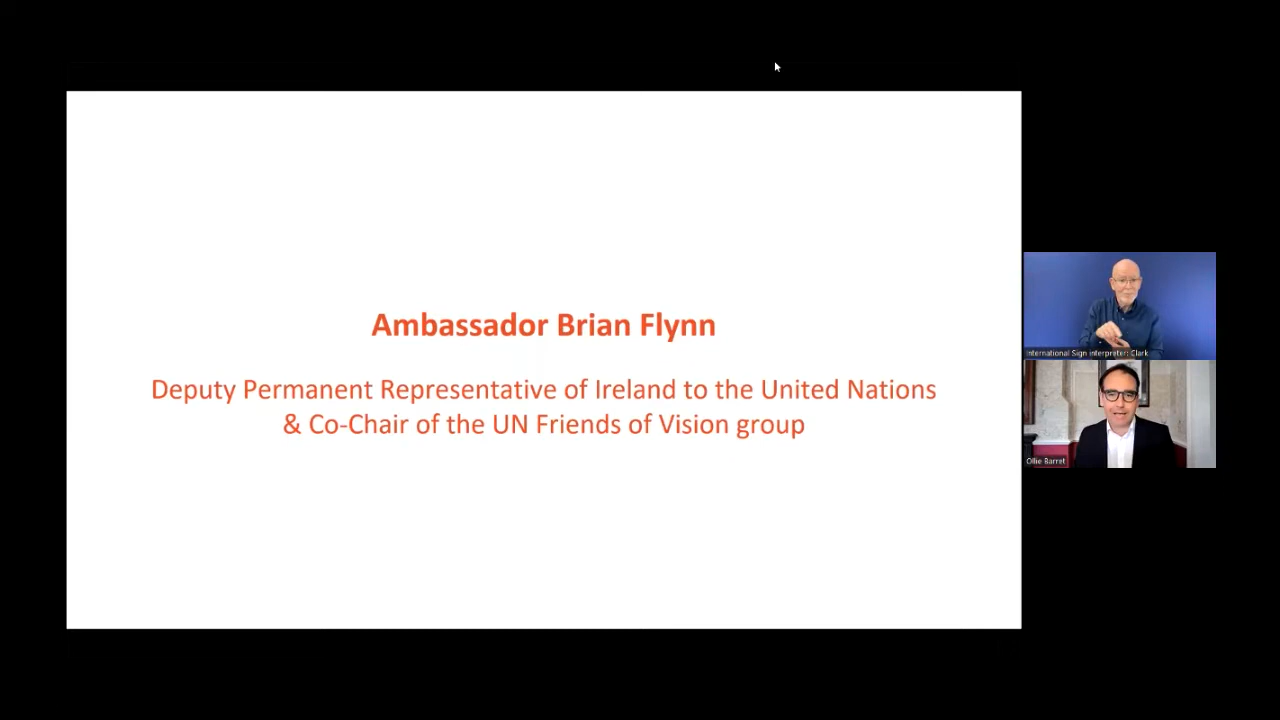 Ambassador Brian Flynn
Deputy Permanent Representative of Ireland to the United Nations
& Co-Chair of the UN Friends of Vision group
International Sign interpreter: Clark
Ollie Barret